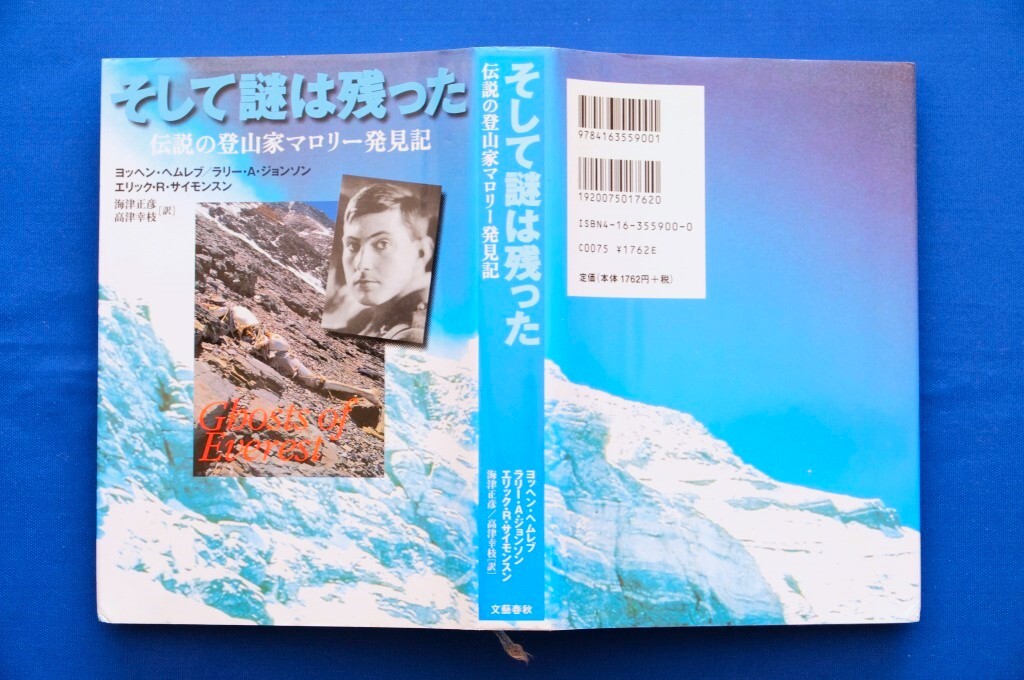 そして謎は残った
伝説の登山家マロリー発見記
ヨッヘン・ヘムレブ/ラリー・A・ジョンソン
エリック・R・サイモンスン
海津正彦
高津幸枝[訳]
Ghosts of
Everest
そして謎は残った
伝説の登山家マロリー発見記
ヨッヘン・ヘムレブ
ラリー・A・ジョンソン
エリック・R・サイモンスン
海津正彦/高津幸枝[訳]
文藝春秋
9784163559001
1920075017620
ISBN4-16-355900-0
C0075 ¥1762E
定価(本体1762円+税)